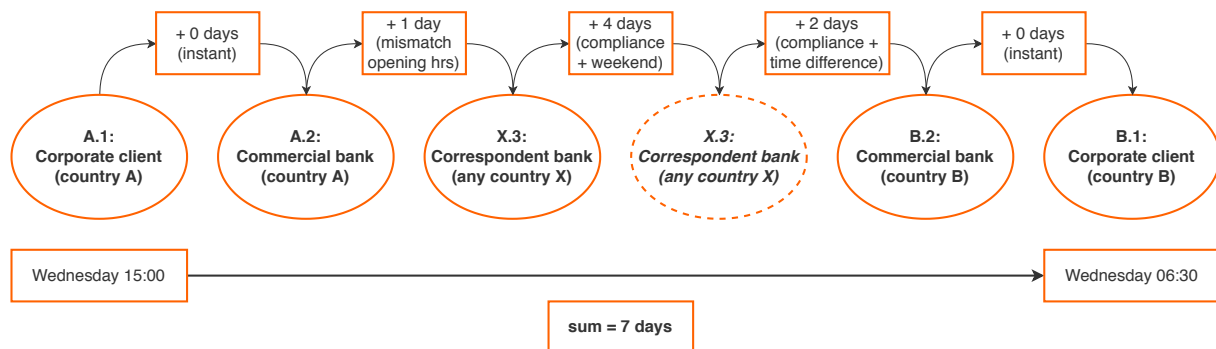 + 0 days
(instant)
+ 1 day
(mismatch
opening hrs)
+ 4 days
(compliance
+ weekend)
+ 2 days
(compliance +
time difference)
+ 0 days
(instant)
A.1:
Corporate client
(country A)
A.2:
Commercial bank
(country A)
X.3:
Correspondent bank
(any country X)
X.3:
Correspondent bank
(any country X)
B.2:
Commercial bank
(country B)
B.1:
Corporate client
(country B)
Wednesday 15:00
Wednesday 06:30
sum = 7 days